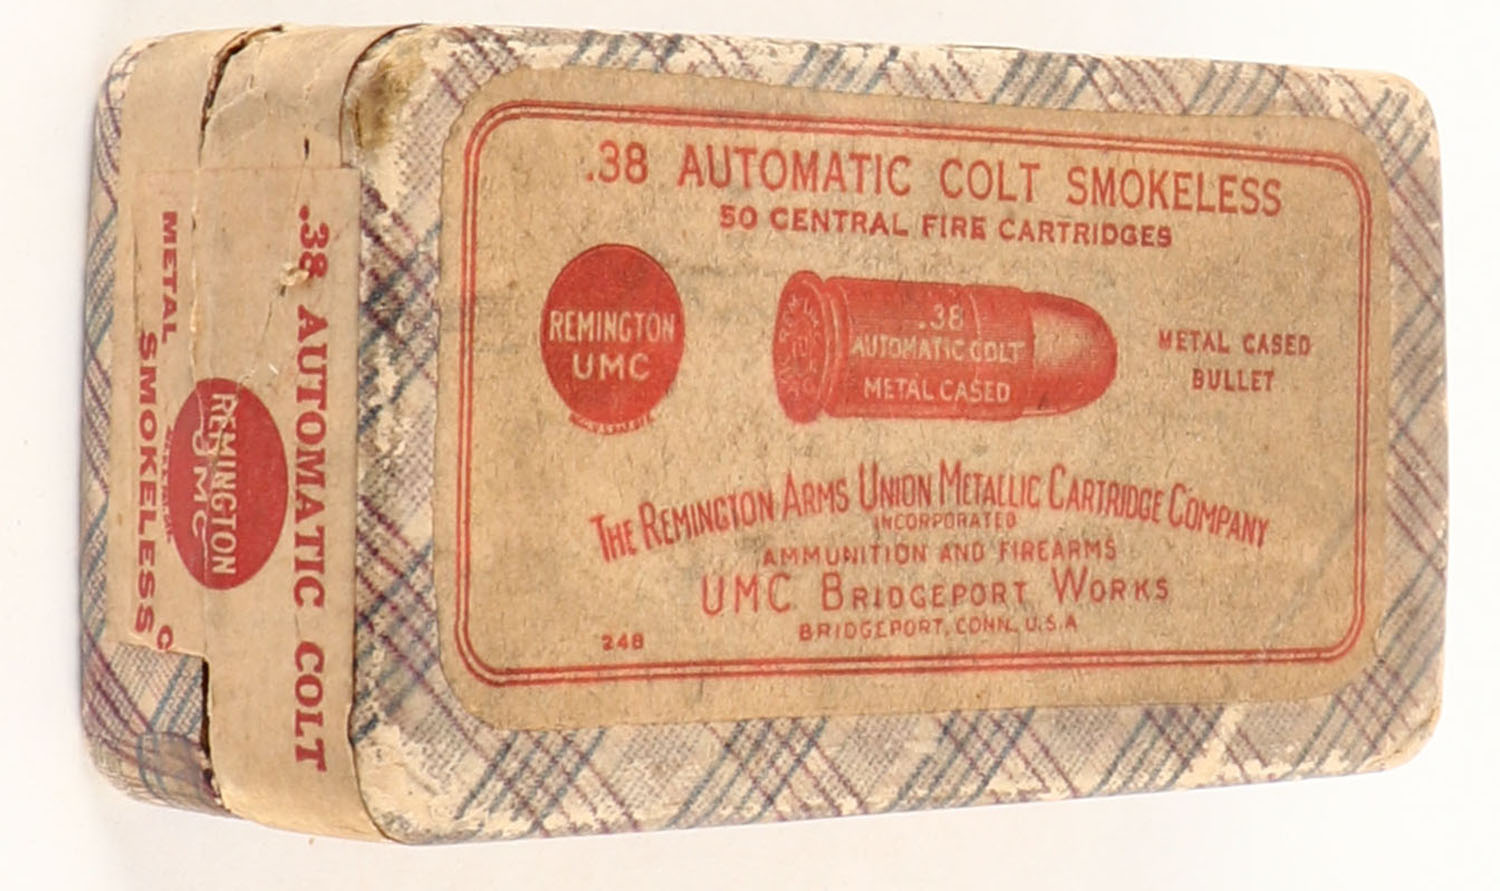 .38 AUTOMATIC COLT SMOKELESS
50 CENTRAL FIRE CARTRIDGES
REMINGTON
UMC
.38
AUTOMATIC COLT
METAL CASED
METAL CASED
BULLET
THE REMINGTON ARMS UNION METALLIC CARTRIDGE COMPANY
INCORPORATED
AMMUNITION AND FIREARMS
UMC BRIDGEPORT WORKS
BRIDGEPORT, CONN. U.S.A
248
.38 AUTOMATIC COLT
REMINGTON
UMC
METAL C
SMOKELESS